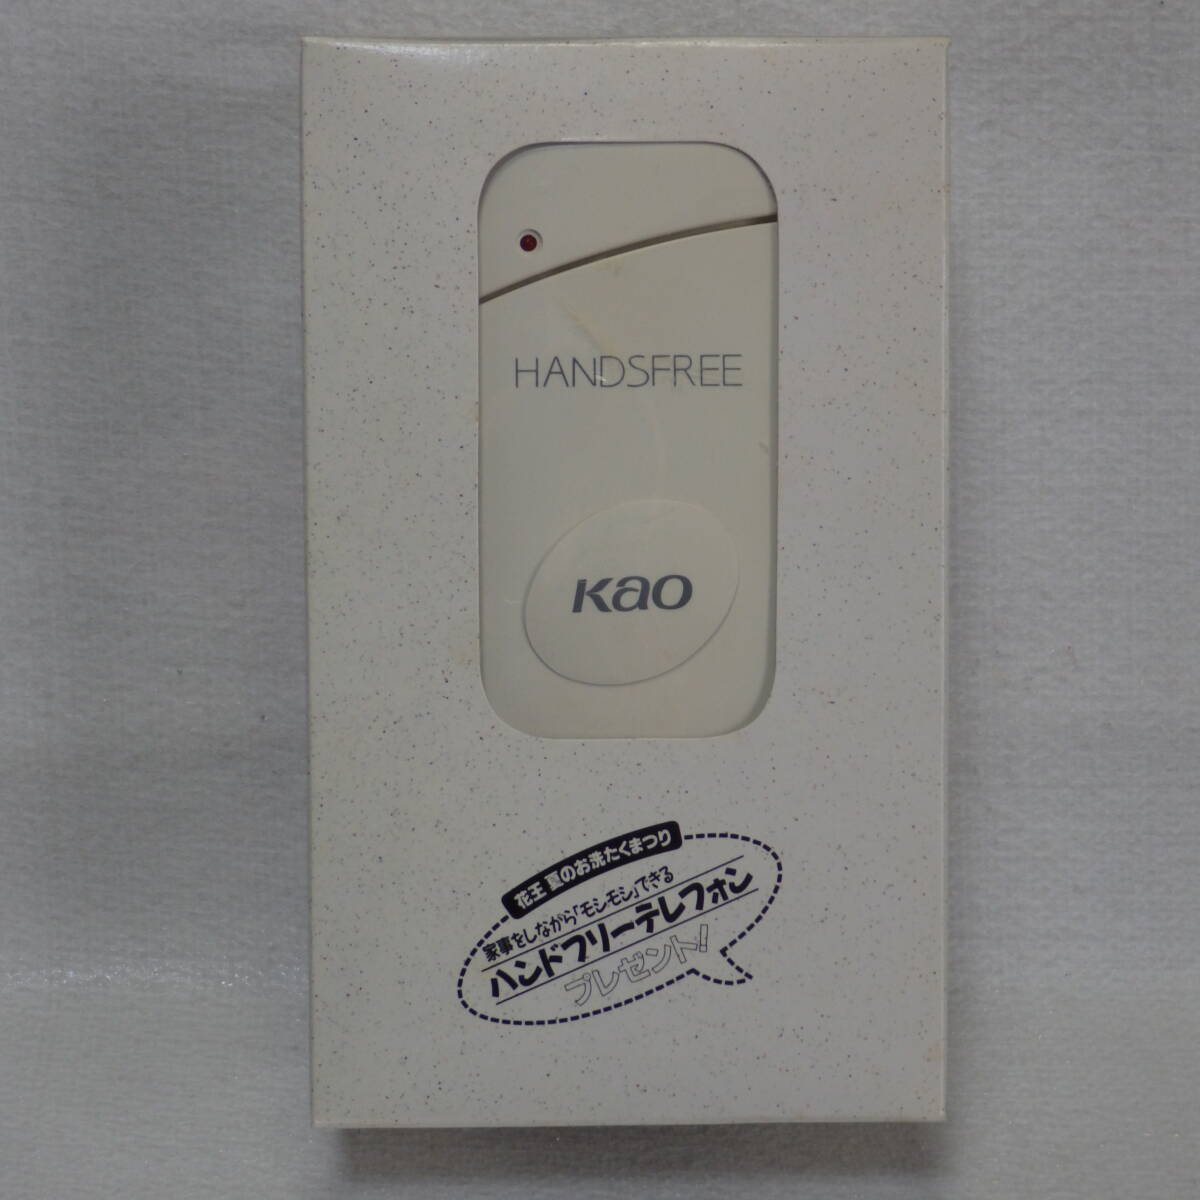 HANDSFREE
Kao
花王 夏のお洗たくまつり
家事をしながら「モシモシ」できる
ハンドフリーテレフォン
プレゼント!